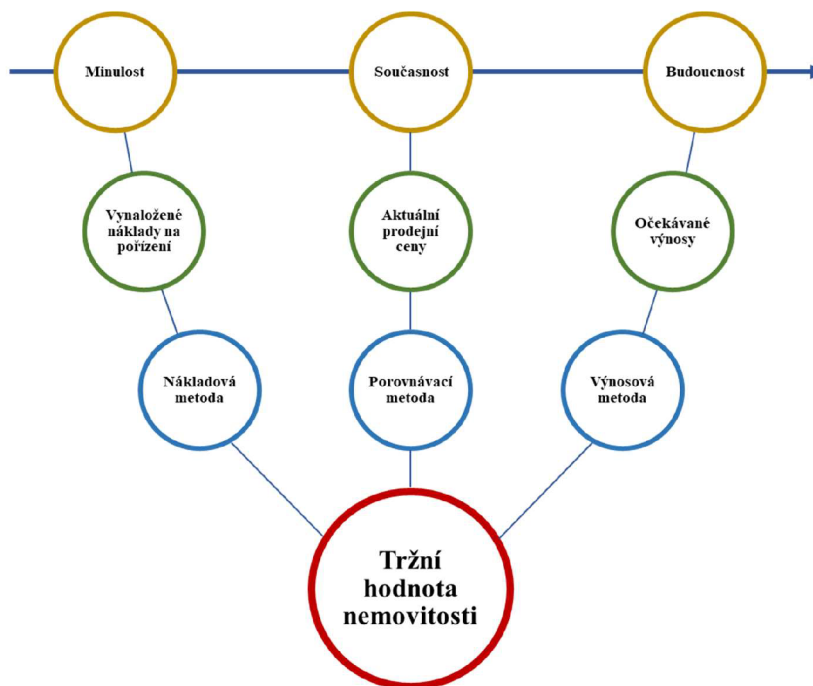 Minulost
Současnost
Budoucnost
Vynaložené
náklady na
pořízení
Aktuální
prodejní
ceny
Očekávané
výnosy
Nákladová
metoda
Porovnávací
metoda
Výnosová
metoda
Tržní
hodnota
nemovitosti